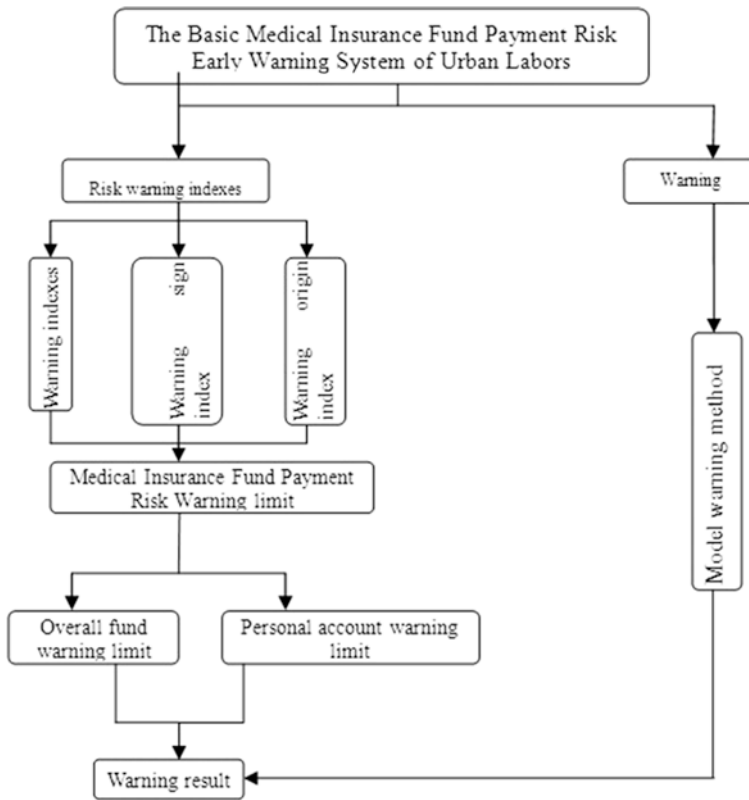 The Basic Medical Insurance Fund Payment Risk
Early Warning System of Urban Labors
Risk warning indexes
Warning
Warning indexes
Warning sign
index
Warning origin
index
Model warning method
Medical Insurance Fund Payment
Risk Warning limit
Overall fund
warning limit
Personal account warning
limit
Warning result